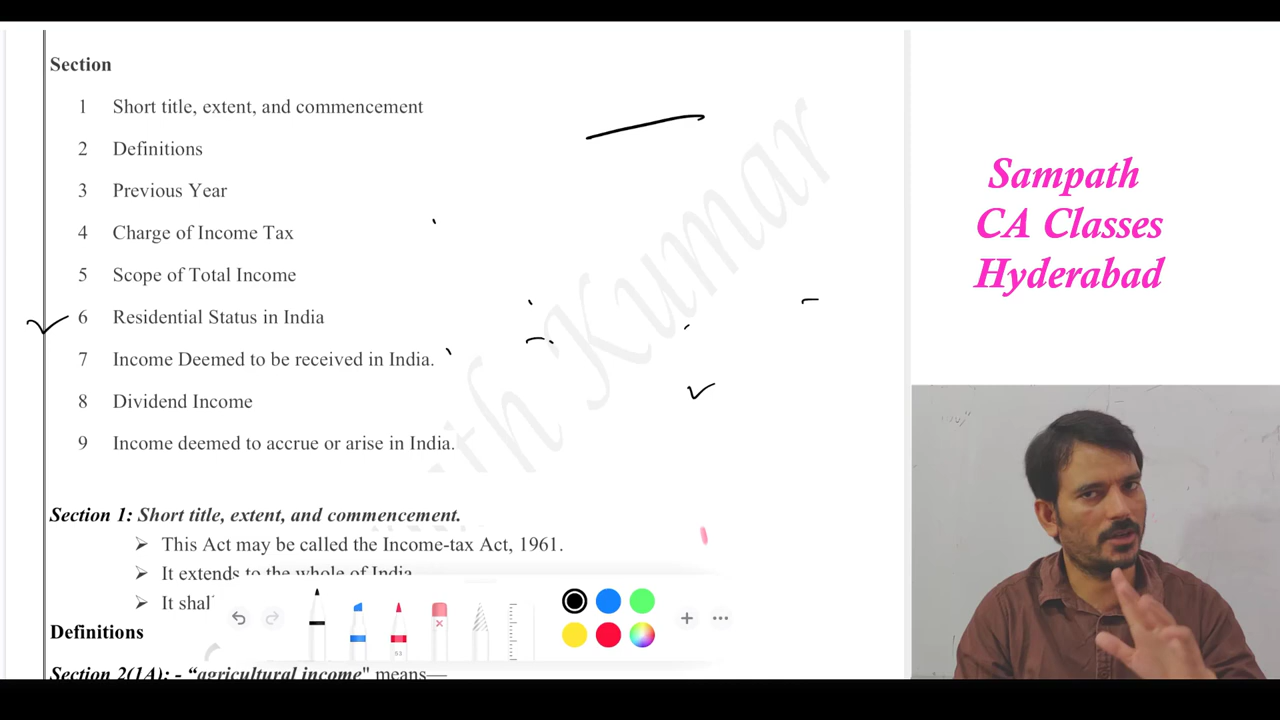 Section
1 Short title, extent, and commencement
2 Definitions
3 Previous Year
4 Charge of Income Tax
5 Scope of Total Income
6 Residential Status in India
7 Income Deemed to be received in India.
8 Dividend Income
9 Income deemed to accrue or arise in India.
Section 1: Short title, extent, and commencement.
➢ This Act may be called the Income-tax Act, 1961.
➢ It extends to the whole of India
➢ It shal
Definitions
Section 2(1A): - “agricultural income" means—
th Kumar
Sampath
CA Classes
Hyderabad